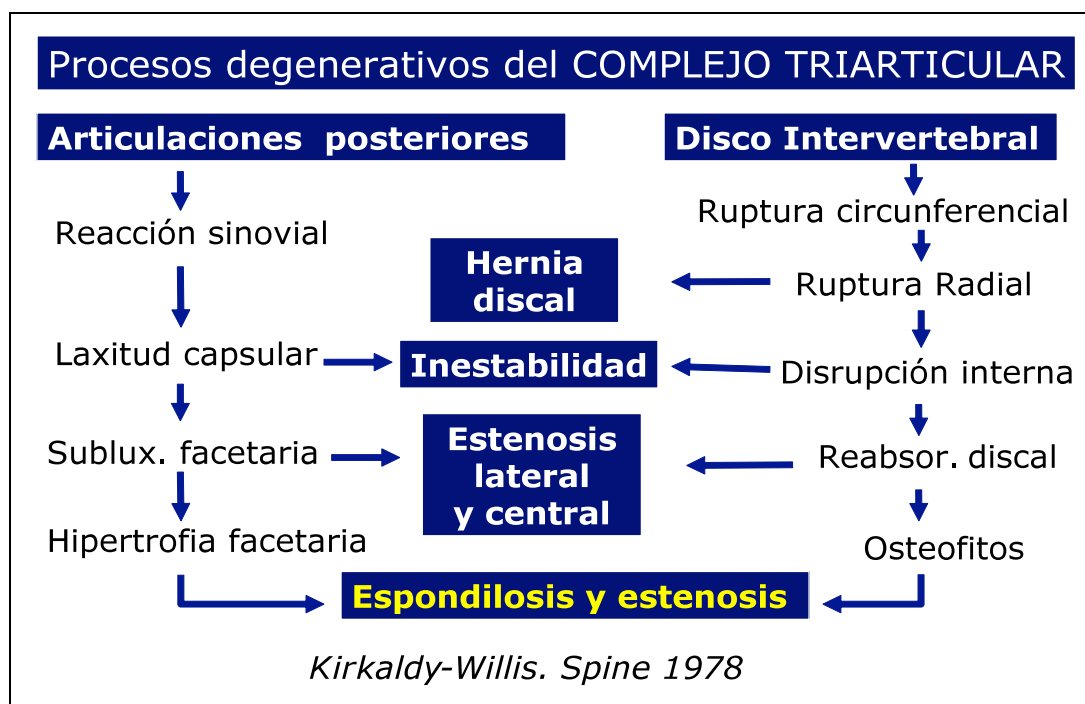 Procesos degenerativos del COMPLEJO TRIARTICULAR
Articulaciones posteriores
Disco Intervertebral
Reacción sinovial
Ruptura circunferencial
Hernia
discal
Ruptura Radial
Laxitud capsular
Inestabilidad
Disrupción interna
Sublux. facetaria
Estenosis
lateral
y central
Reabsor. discal
Hipertrofia facetaria
Osteofitos
Espondilosis y estenosis
Kirkaldy-Willis. Spine 1978